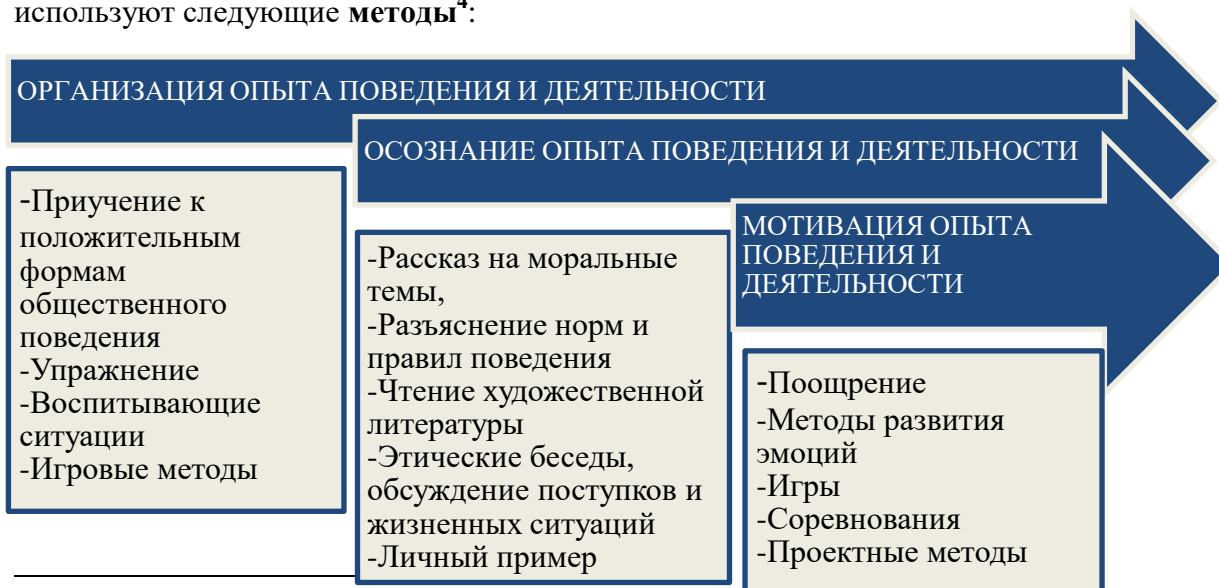 используют следующие методы⁴:
ОРГАНИЗАЦИЯ ОПЫТА ПОВЕДЕНИЯ И ДЕЯТЕЛЬНОСТИ
-Приучение к
положительным
формам
общественного
поведения
-Упражнение
-Воспитывающие
ситуации
-Игровые методы
ОСОЗНАНИЕ ОПЫТА ПОВЕДЕНИЯ И ДЕЯТЕЛЬНОСТИ
-Рассказ на моральные
темы,
-Разъяснение норм и
правил поведения
-Чтение художественной
литературы
-Этические беседы,
обсуждение поступков и
жизненных ситуаций
-Личный пример
МОТИВАЦИЯ ОПЫТА
ПОВЕДЕНИЯ И
ДЕЯТЕЛЬНОСТИ
-Поощрение
-Методы развития
эмоций
-Игры
-Соревнования
-Проектные методы